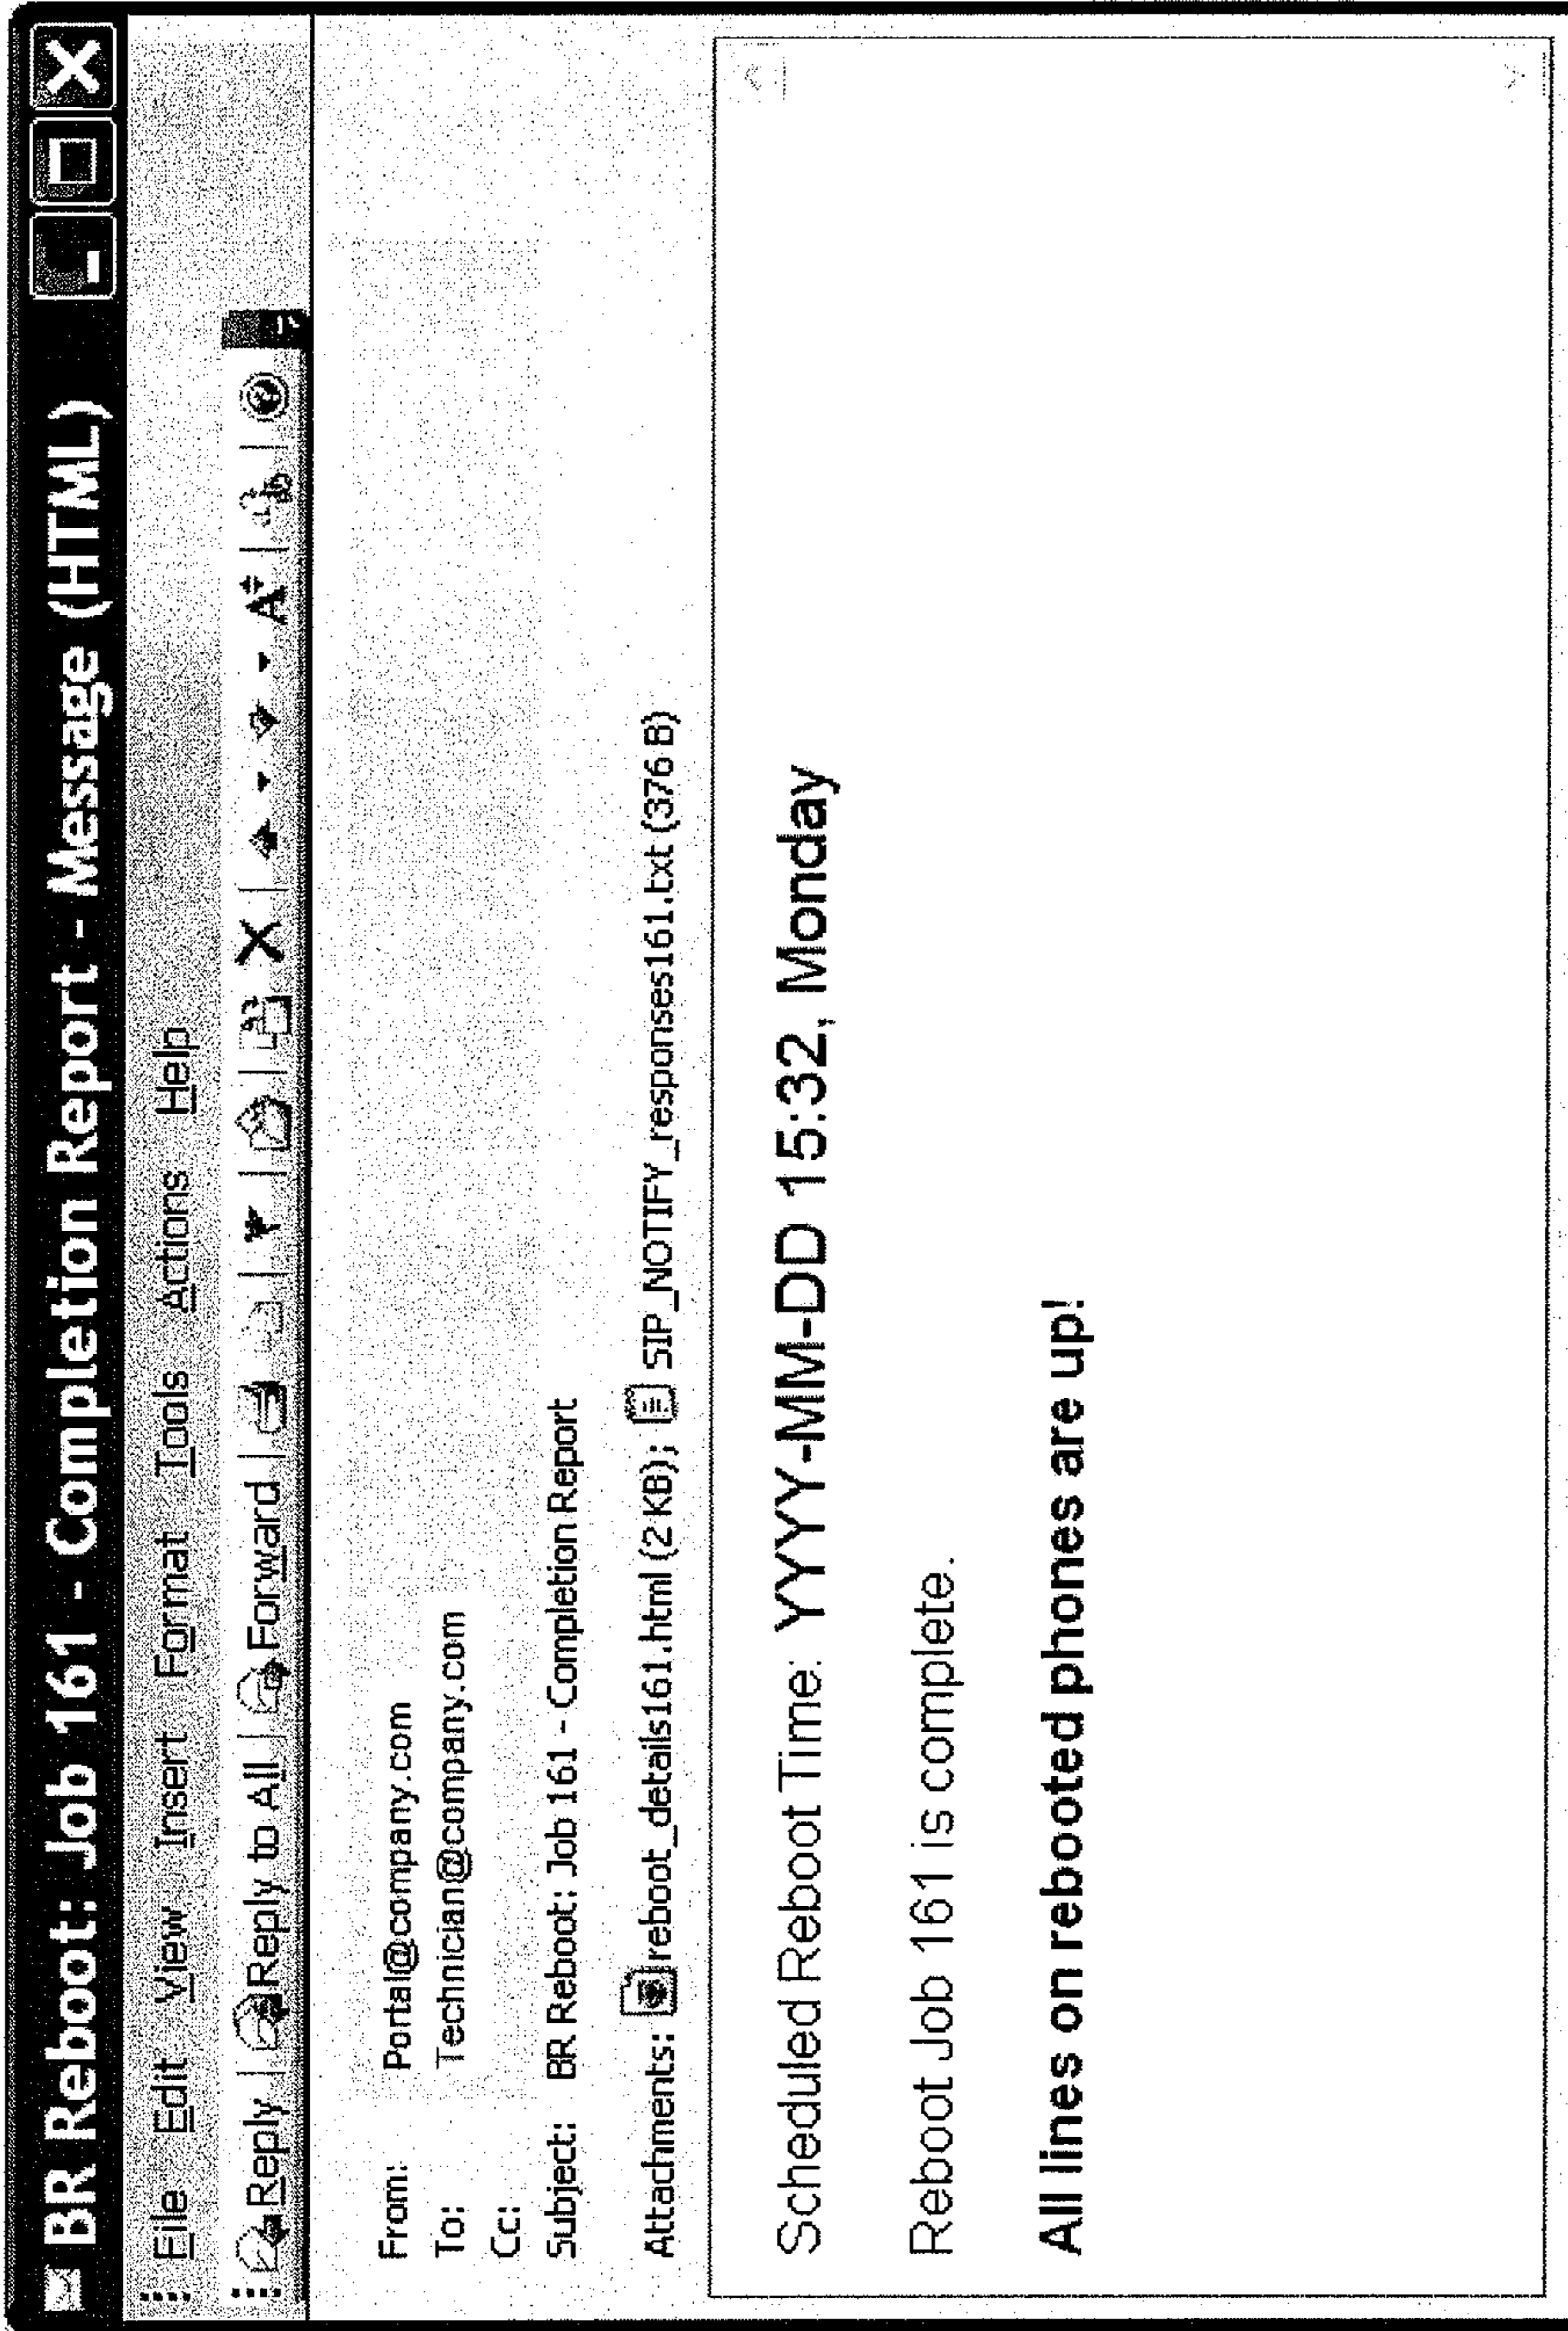 BR Reboot: Job 161 - Completion Report - Message (HTML)
File Edit View Insert Format Tools Actions Help
Reply Reply to All Forward
From: Portal@company.com
To: Technician@company.com
Cc:
Subject: BR Reboot: Job 161 - Completion Report
Attachments: reboot_details161.html (2 KB); SIP_NOTIFY_responses161.txt (376 B)
Scheduled Reboot Time: YYYY-MM-DD 15:32, Monday
Reboot Job 161 is complete.
All lines on rebooted phones are up!